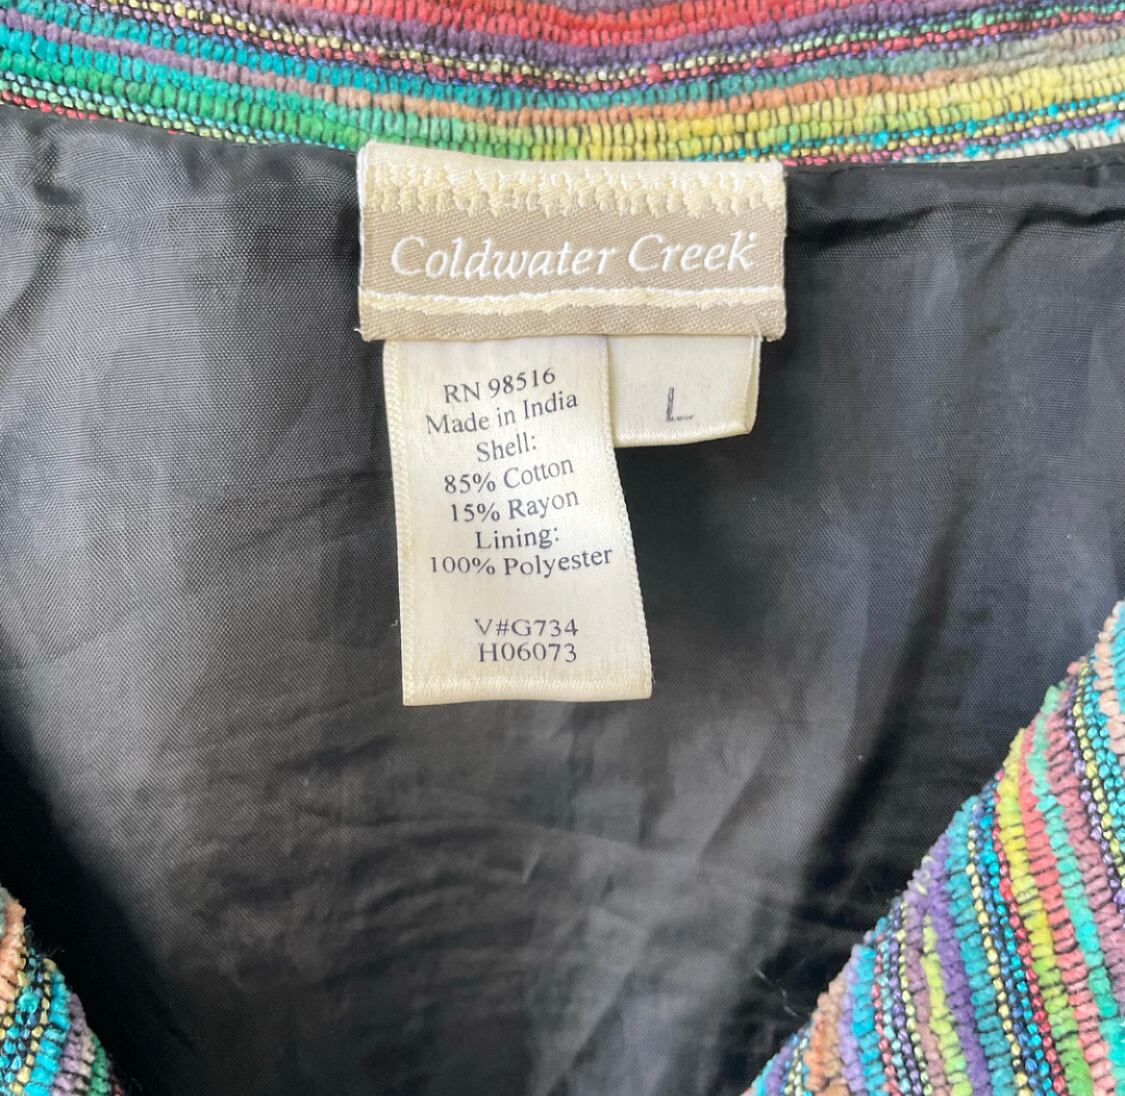 Coldwater Creek
RN 98516
Made in India
Shell:
85% Cotton
15% Rayon
Lining:
100% Polyester
V#G734
H06073
L